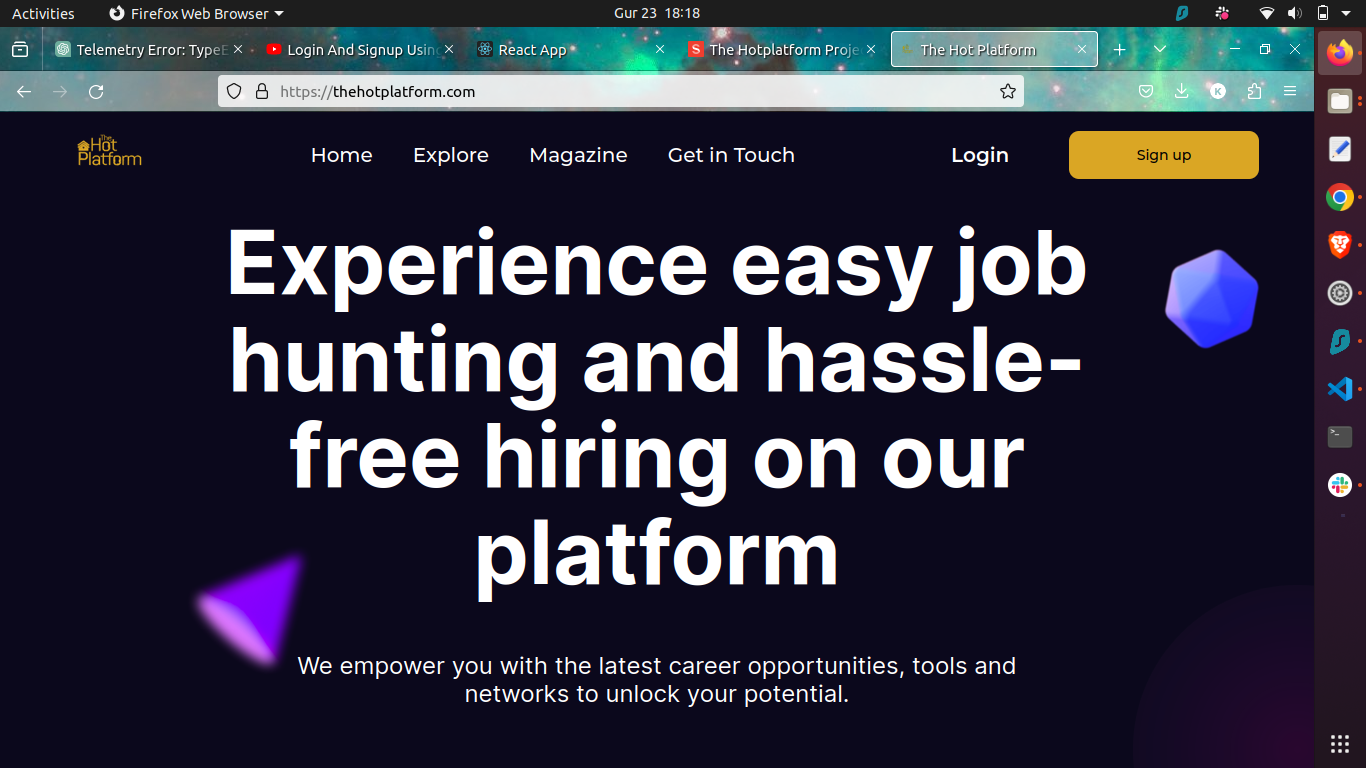 Activities Firefox Web Browser Gur 23 18:18
Telemetry Error: TypeE Login And Signup Using React App The Hotplatform Proje The Hot Platform
https://thehotplatform.com K
The Hot Platform
Home Explore Magazine Get in Touch Login Sign up
Experience easy job
hunting and hassle-
free hiring on our
platform
We empower you with the latest career opportunities, tools and
networks to unlock your potential.